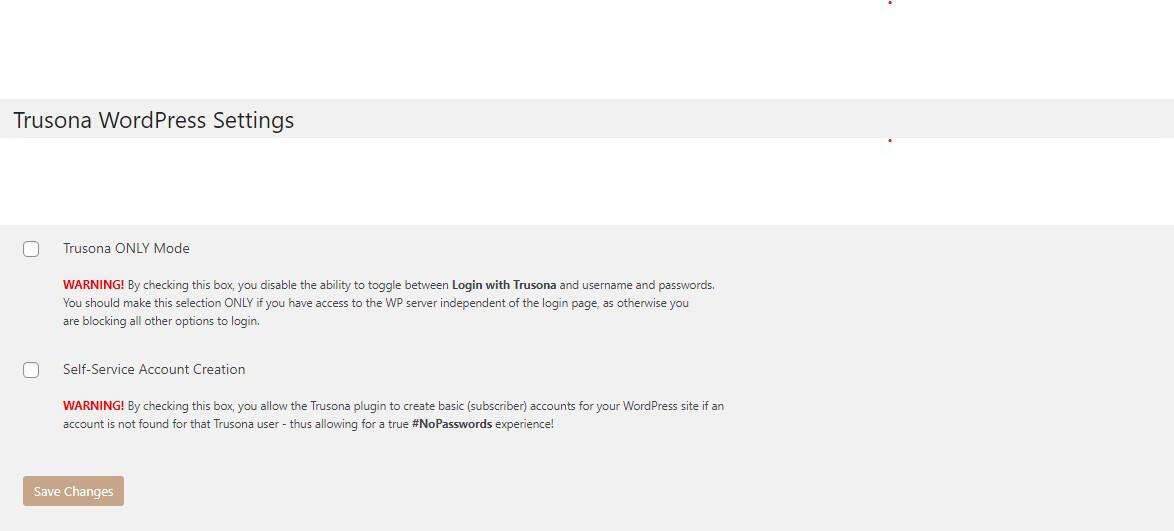 Trusona WordPress Settings
Trusona ONLY Mode
WARNING! By checking this box, you disable the ability to toggle between Login with Trusona and username and passwords.
You should make this selection ONLY if you have access to the WP server independent of the login page, as otherwise you
are blocking all other options to login.
Self-Service Account Creation
WARNING! By checking this box, you allow the Trusona plugin to create basic (subscriber) accounts for your WordPress site if an
account is not found for that Trusona user - thus allowing for a true #NoPasswords experience!
Save Changes